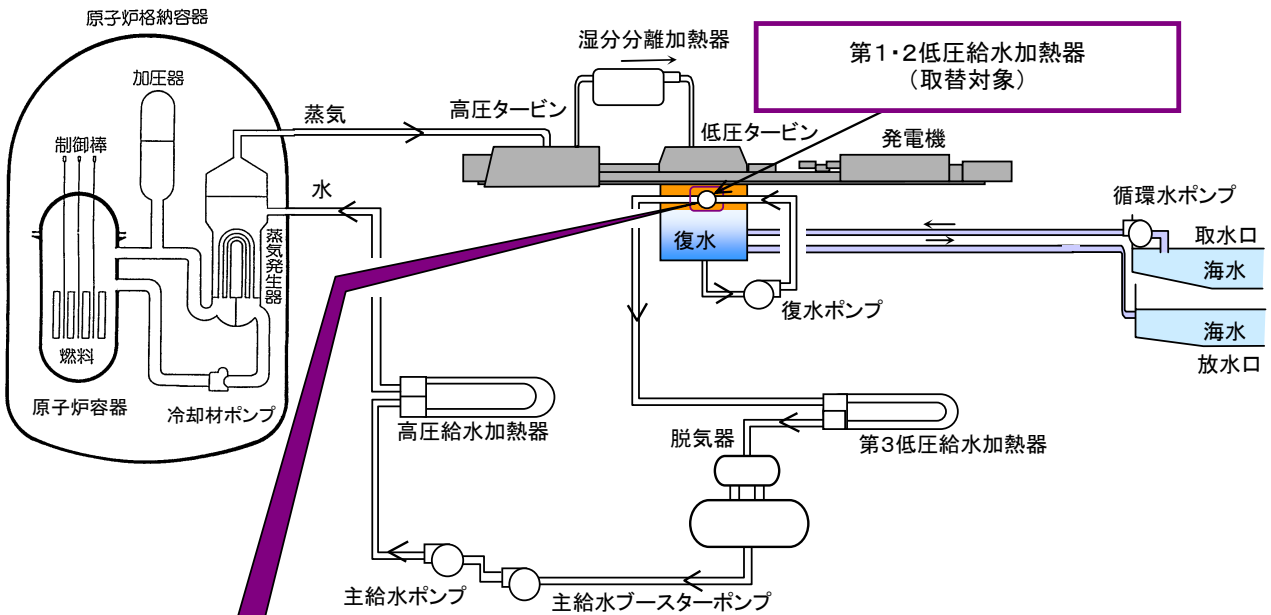 原子炉格納容器
加圧器
制御棒
蒸気
水
蒸気発生器
燃料
原子炉容器
冷却材ポンプ
湿分分離加熱器
高圧タービン
低圧タービン
第1・2低圧給水加熱器
(取替対象)
発電機
循環水ポンプ
取水口
海水
海水
放水口
復水
復水ポンプ
高圧給水加熱器
脱気器
第3低圧給水加熱器
主給水ポンプ
主給水ブースターポンプ